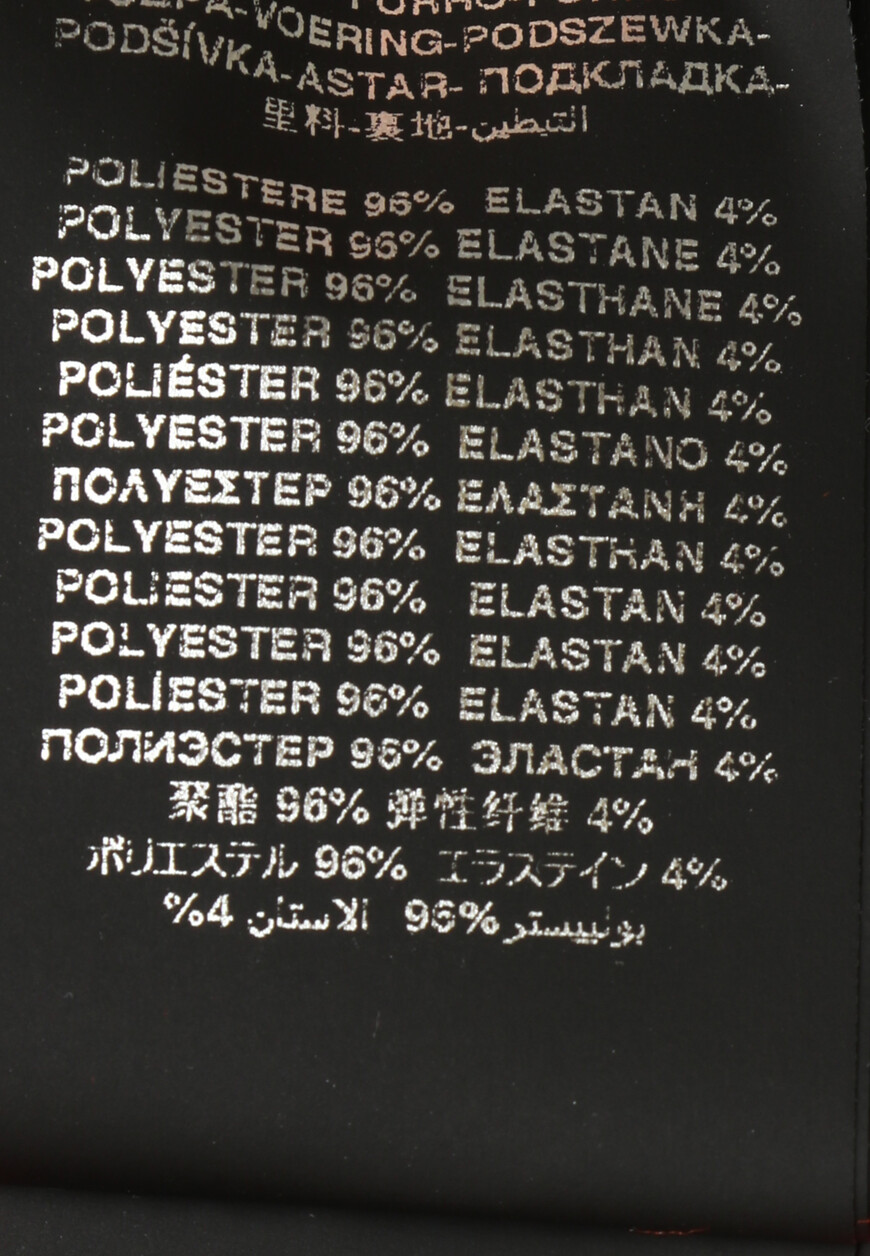 VOERING-PODSZEWKA-
PODŠÍVKA-ASTAR- ПОДКЛАДКА-
里料-裏地-التبطين
POLIESTERE 96% ELASTAN 4%
POLYESTER 96% ELASTANE 4%
POLYESTER 96% ELASTHANE 4%
POLYESTER 96% ELASTHAN 4%
POLIÉSTER 96% ELASTHAN 4%
POLYESTER 96% ELASTANO 4%
ΠΟΛΥΕΣΤΕΡ 96% ΕΛΑΣΤΑΝΗ 4%
POLYESTER 96% ELASTHAN 4%
POLIESTER 96% ELASTAN 4%
POLYESTER 96% ELASTAN 4%
POLÍESTER 96% ELASTAN 4%
ПОЛИЭСТЕР 96% ЭЛАСТАН 4%
聚酯 96% 弹性纤维 4%
ポリエステル 96% エラステイン 4%
بوليبستر 96% الاستان 4%